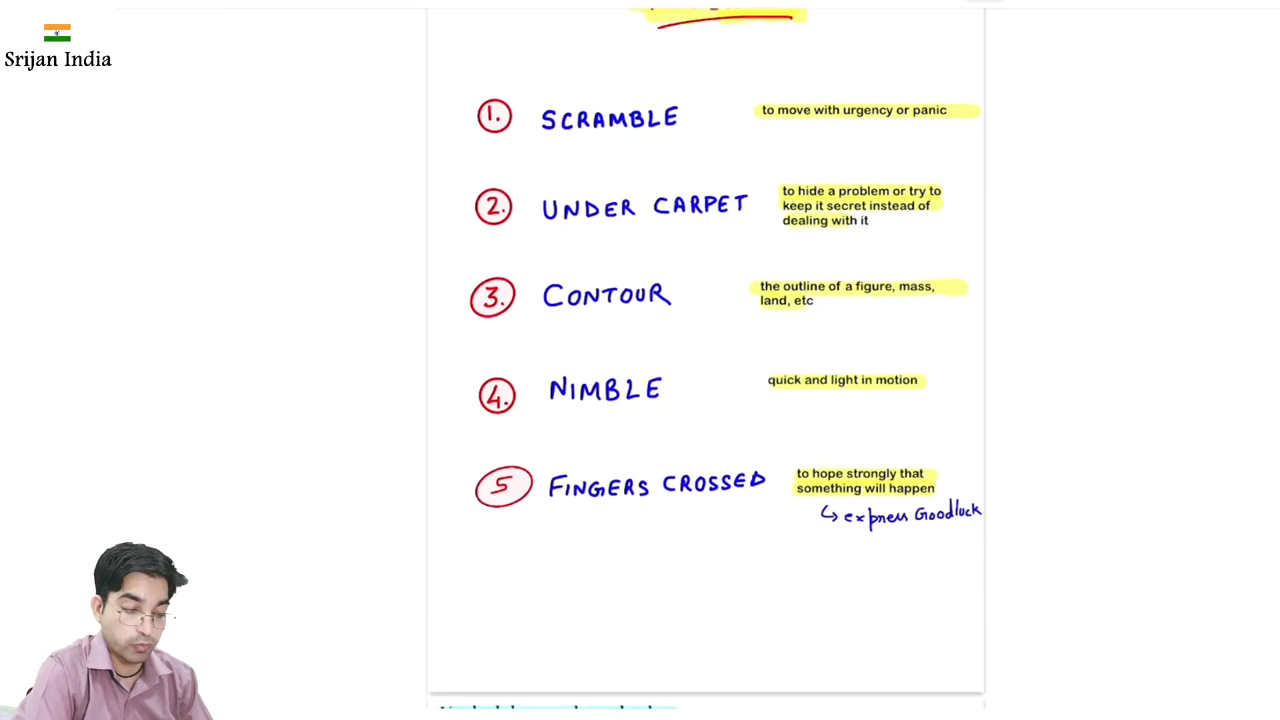 Srijan India
1. SCRAMBLE to move with urgency or panic
2. UNDER CARPET to hide a problem or try to
keep it secret instead of
dealing with it
3. CONTOUR the outline of a figure, mass,
land, etc
4. NIMBLE quick and light in motion
5 FINGERS CROSSED to hope strongly that
something will happen
↳ express Goodluck